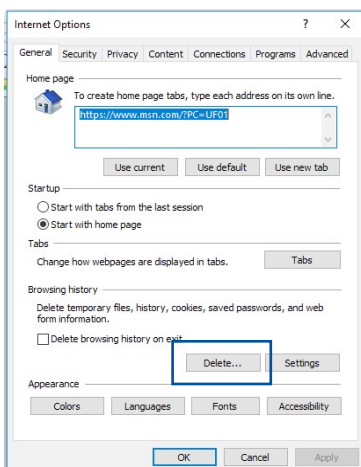 Internet Options ? X
General Security Privacy Content Connections Programs Advanced
Home page
To create home page tabs, type each address on its own line.
https://www.msn.com/?PC=UF01
Use current Use default Use new tab
Startup
Start with tabs from the last session
Start with home page
Tabs
Change how webpages are displayed in tabs. Tabs
Browsing history
Delete temporary files, history, cookies, saved passwords, and web
form information.
Delete browsing history on exit
Delete... Settings
Appearance
Colors Languages Fonts Accessibility
OK Cancel Apply